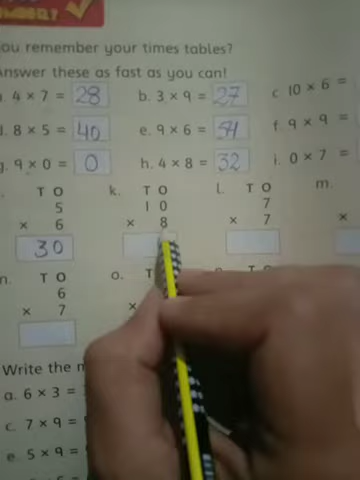 ou remember your times tables?
nswer these as fast as you can!
4 × 7 = 28 b. 3 × 9 = 27 c. 10 × 6 =
d. 8 × 5 = 40 e. 9 × 6 = 54 f. 9 × 9 =
g. 9 × 0 = 0 h. 4 × 8 = 32 i. 0 × 7 =
T O k. T O l. T O m.
5 1 0 7
× 6 × 8 × 7 ×
30
n. T O o. T T O
6
× 7 ×
Write the
a. 6 × 3 =
c. 7 × 9 =
e. 5 × 9 =